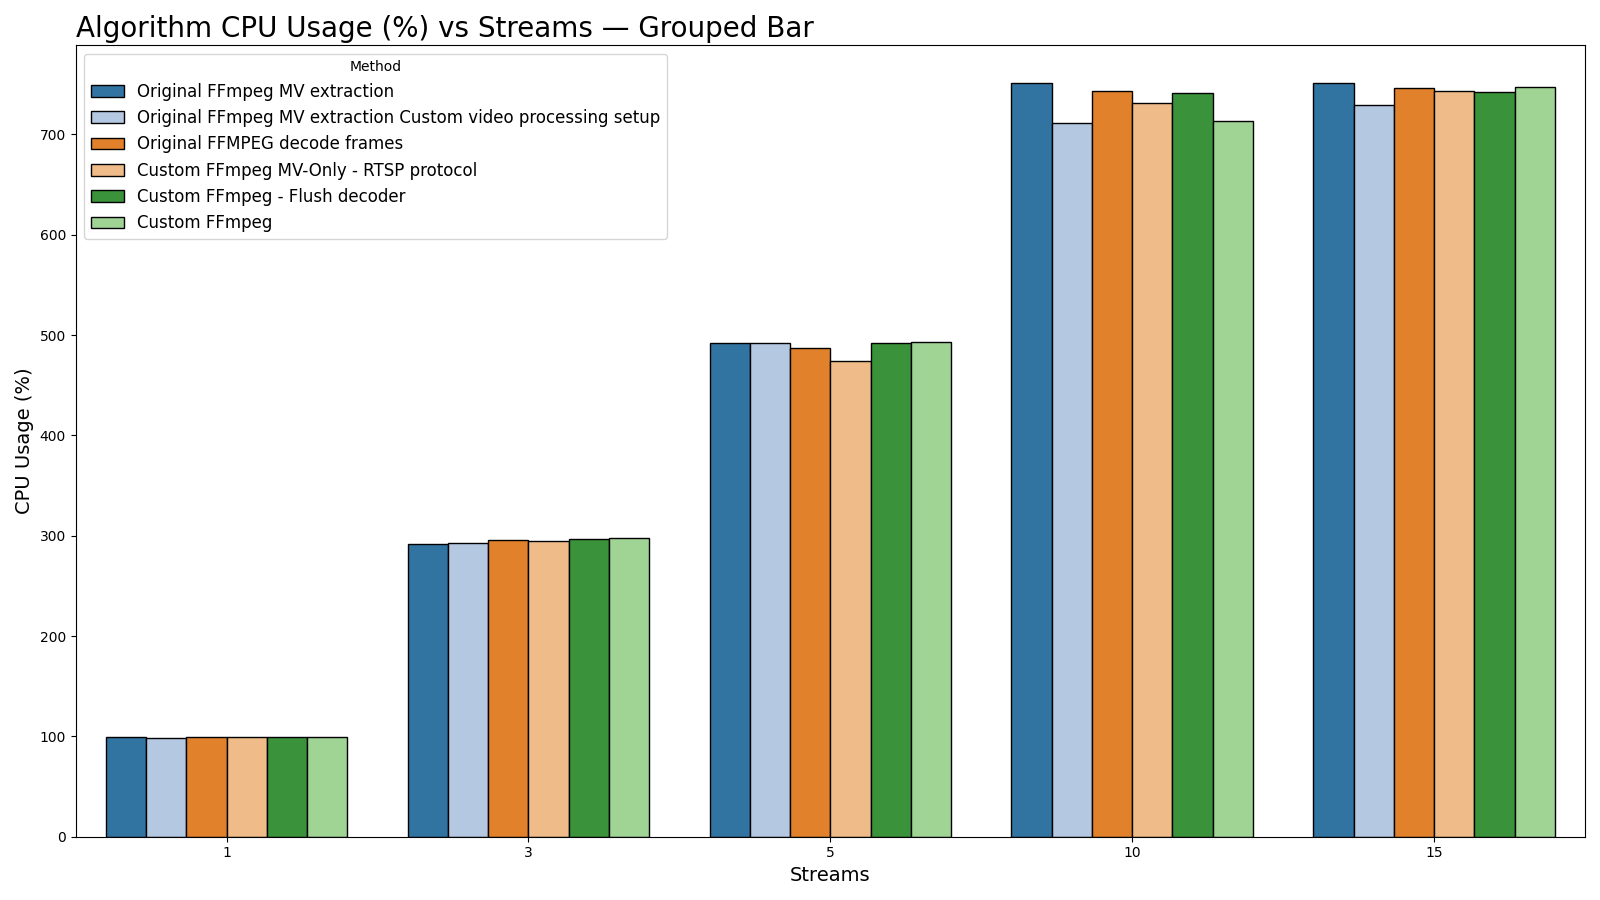 Algorithm CPU Usage (%) vs Streams — Grouped Bar
Method
Original FFmpeg MV extraction
Original FFmpeg MV extraction Custom video processing setup
Original FFMPEG decode frames
Custom FFmpeg MV-Only - RTSP protocol
Custom FFmpeg - Flush decoder
Custom FFmpeg
CPU Usage (%)
700
600
500
400
300
200
100
0
1 3 5 10 15
Streams